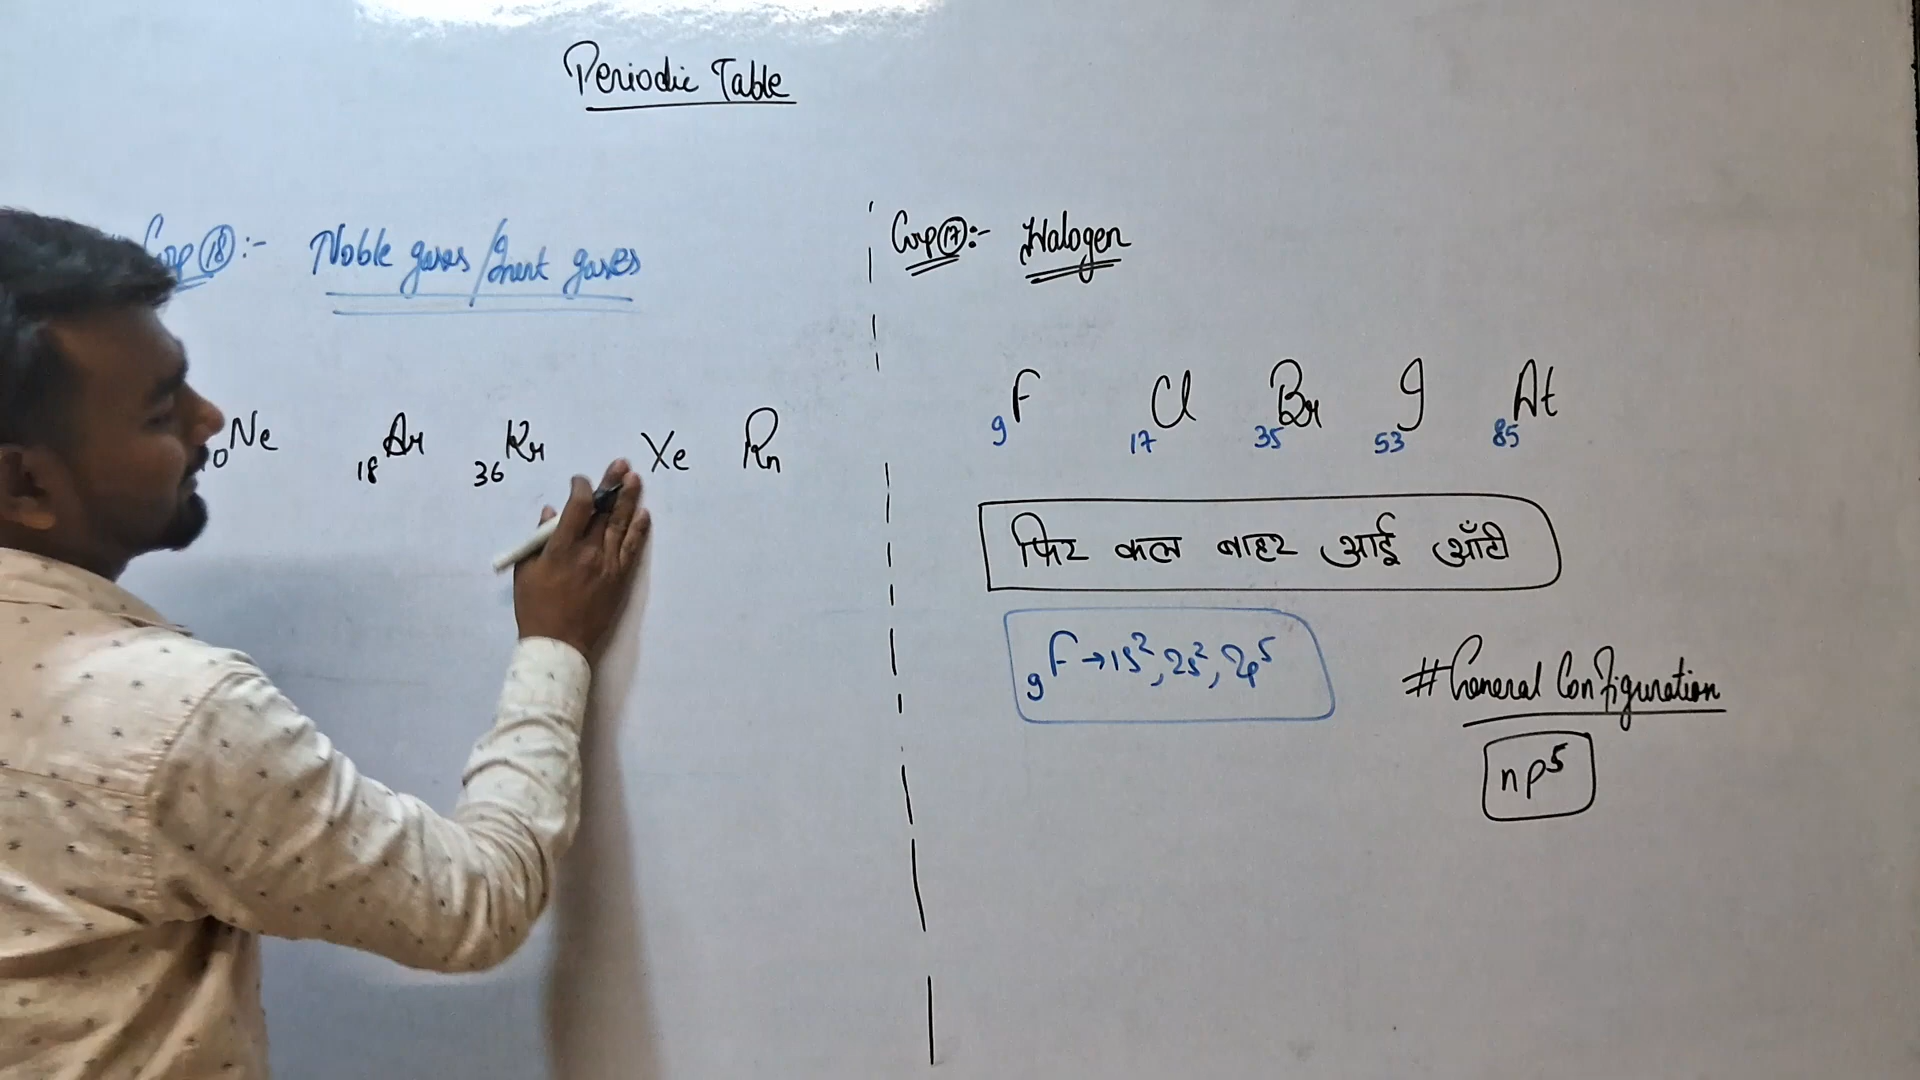 Periodic Table
Grp 18 :- Noble gases/Inert gases
0Ne 18Ar 36Kr Xe Rn
Grp 17 :- Halogen
9F 17Cl 35Br 53I 85At
फिर कल बाहर आई आँटी
9F → 1s², 2s², 2p⁵
# General Configuration
np⁵